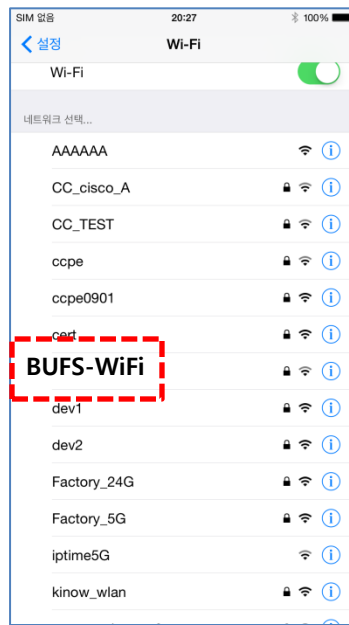 SIM 없음 20:27 100%
설정 Wi-Fi
Wi-Fi
네트워크 선택...
AAAAAA
CC_cisco_A
CC_TEST
ccpe
ccpe0901
cert
BUFS-WiFi
dev1
dev2
Factory_24G
Factory_5G
iptime5G
kinow_wlan